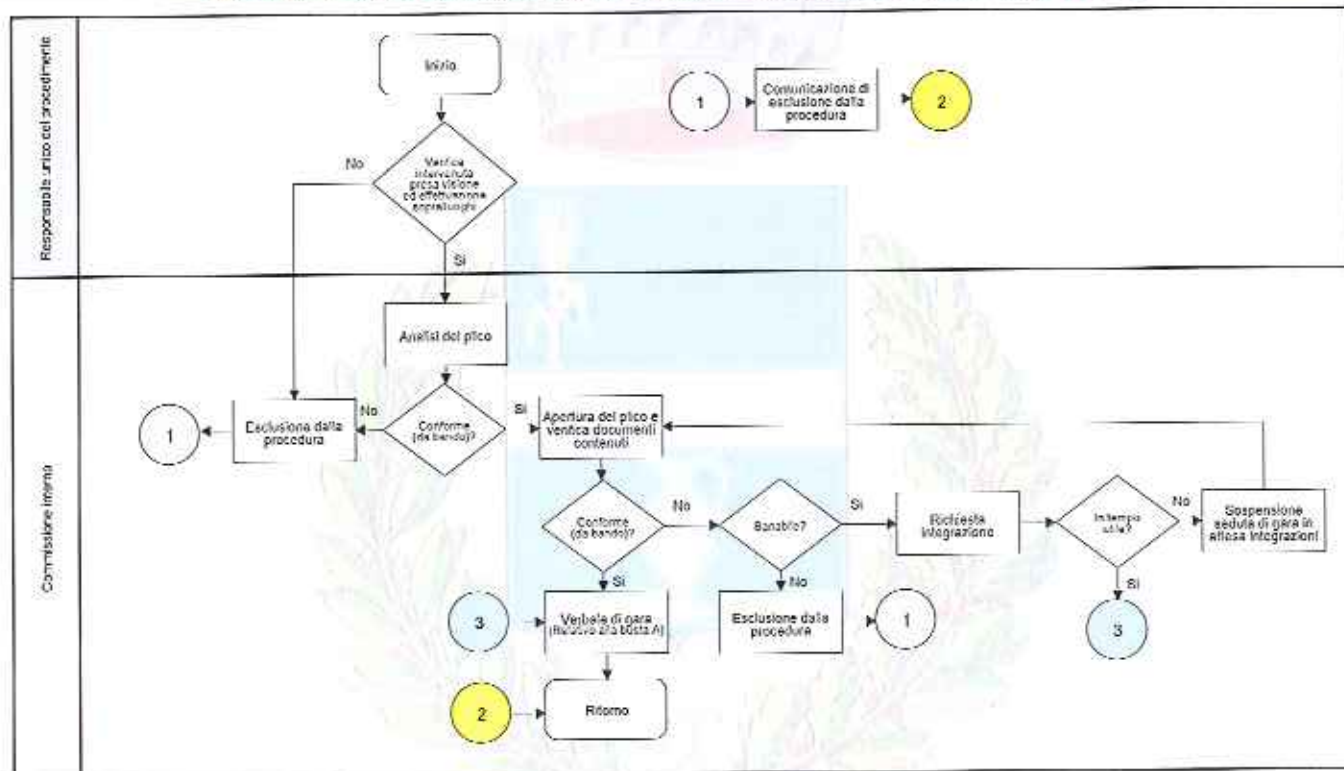 Responsabile unico del procedimento
Inizio
1
Comunicazione di
esclusione dalla
procedura
2
No
Verifica
intervenuta
presa visione
ed effettuazione
sopralluoghi
Si
Commissione interna
Analisi del plico
1
Esclusione dalla
procedura
No
Conforme
(da bando)?
Si
Apertura del plico e
verifica documenti
contenuti
Conforme
(da bando)?
No
Sanabile?
Si
Richiesta
integrazione
In tempo
utile?
No
Sospensione
seduta di gara in
attesa integrazioni
Si
No
Si
3
Verbale di gara
(Relativo alla busta A)
Esclusione dalla
procedura
1
3
2
Ritorno